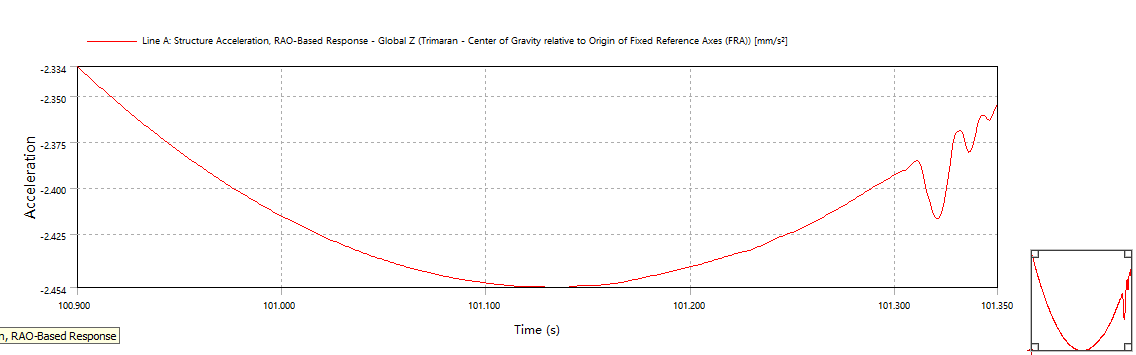 Line A: Structure Acceleration, RAO-Based Response - Global Z (Trimaran - Center of Gravity relative to Origin of Fixed Reference Axes (FRA)) [mm/s²]
-2.334
-2.350
-2.375
-2.400
-2.425
-2.454
Acceleration
100.900 101.000 101.100 101.200 101.300 101.350
Time (s)
n, RAO-Based Response